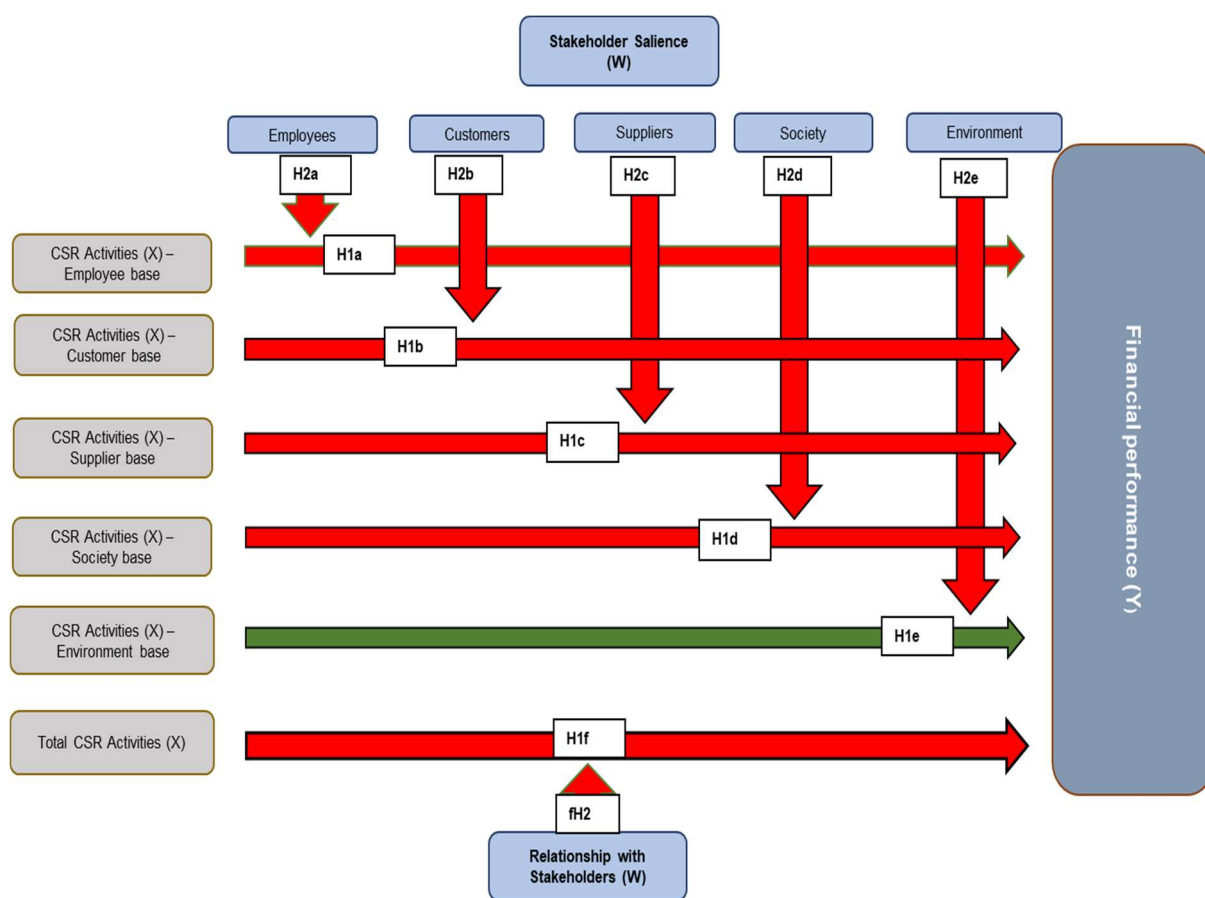 Stakeholder Salience
(W)
Employees
Customers
Suppliers
Society
Environment
H2a
H2b
H2c
H2d
H2e
CSR Activities (X) –
Employee base
H1a
CSR Activities (X) –
Customer base
H1b
CSR Activities (X) –
Supplier base
H1c
CSR Activities (X) –
Society base
H1d
CSR Activities (X) –
Environment base
H1e
Total CSR Activities (X)
H1f
fH2
Relationship with
Stakeholders (W)
Financial performance (Y)